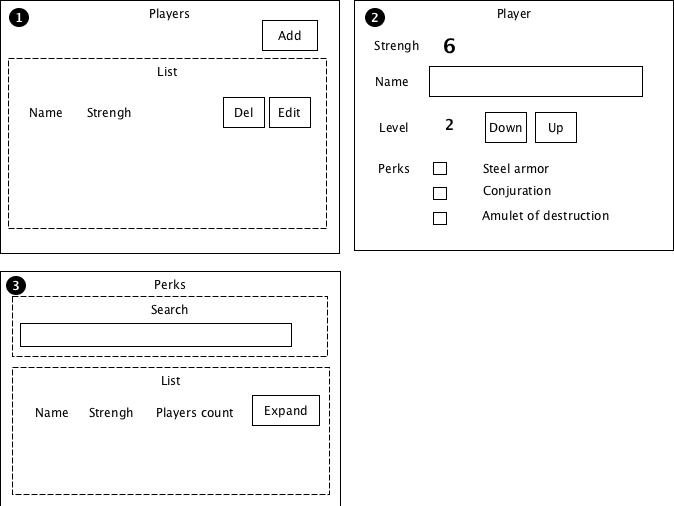 1 Players
Add
List
Name Strengh Del Edit
2 Player
Strengh 6
Name
Level 2 Down Up
Perks Steel armor
Conjuration
Amulet of destruction
3 Perks
Search
List
Name Strengh Players count Expand